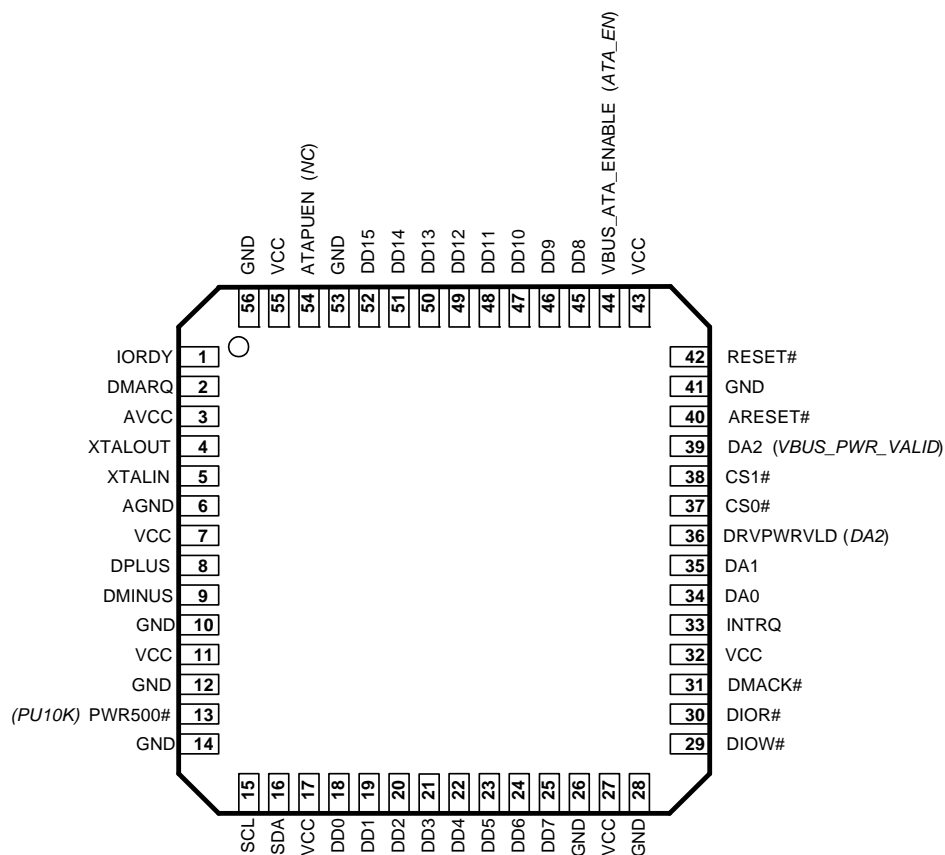 GND
VCC
ATAPUEN (NC)
GND
DD15
DD14
DD13
DD12
DD11
DD10
DD9
DD8
VBUS_ATA_ENABLE (ATA_EN)
VCC
56
55
54
53
52
51
50
49
48
47
46
45
44
43
IORDY 1
DMARQ 2
AVCC 3
XTALOUT 4
XTALIN 5
AGND 6
VCC 7
DPLUS 8
DMINUS 9
GND 10
VCC 11
GND 12
(PU10K) PWR500# 13
GND 14
42 RESET#
41 GND
40 ARESET#
39 DA2 (VBUS_PWR_VALID)
38 CS1#
37 CS0#
36 DRVPWRVLD (DA2)
35 DA1
34 DA0
33 INTRQ
32 VCC
31 DMACK#
30 DIOR#
29 DIOW#
15
16
17
18
19
20
21
22
23
24
25
26
27
28
SCL
SDA
VCC
DD0
DD1
DD2
DD3
DD4
DD5
DD6
DD7
GND
VCC
GND